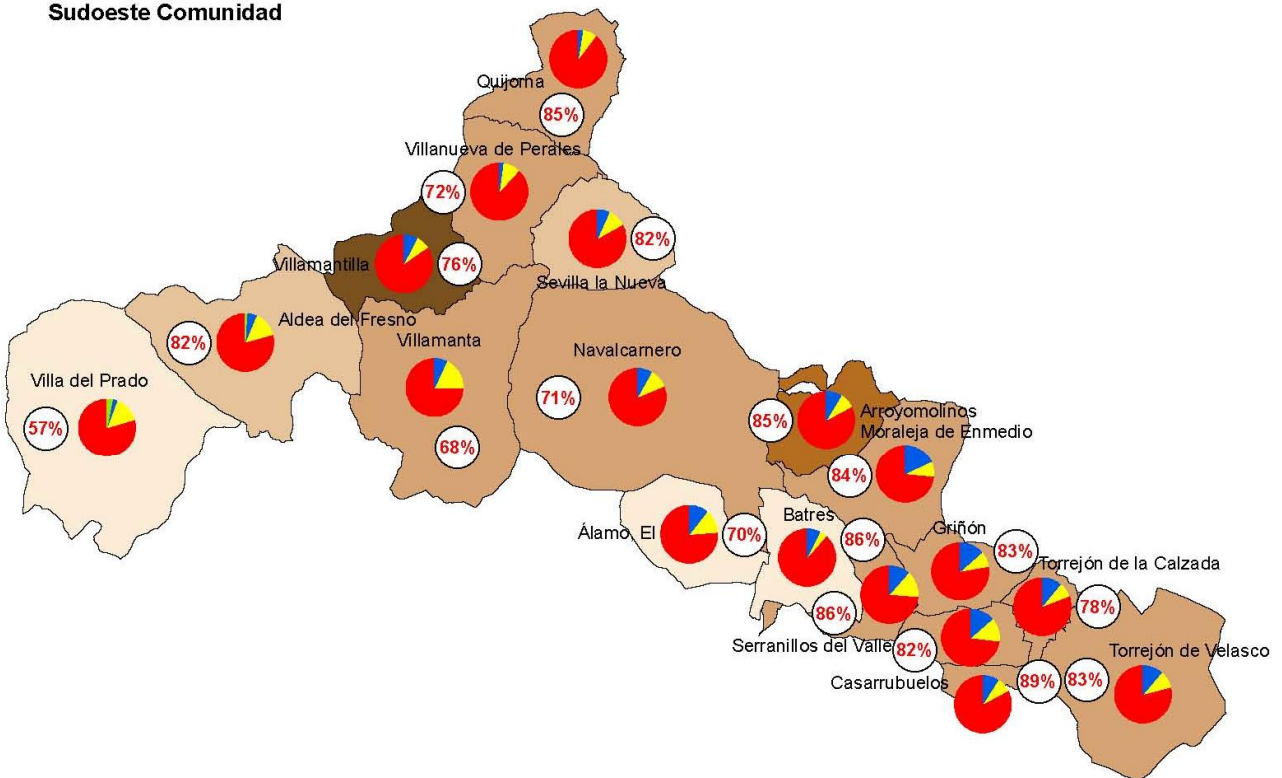 Sudoeste Comunidad
Quijorna
85%
Villanueva de Perales
72%
82%
Villamantilla
76%
Sevilla la Nueva
Aldea del Fresno
82%
Villamanta
Navalcarnero
Villa del Prado
57%
71%
68%
85%
Arroyomolinos
Moraleja de Enmedio
84%
Álamo, El
70%
Batres
86%
Griñón
83%
Torrejón de la Calzada
78%
86%
Serranillos del Valle
82%
Torrejón de Velasco
Casarrubuelos
89%
83%